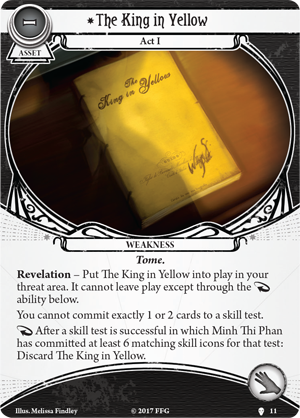 The King in Yellow
ASSET
Act I
The
King in Yellow
WEAKNESS
Tome.
Revelation – Put The King in Yellow into play in your
threat area. It cannot leave play except through the
ability below.
You cannot commit exactly 1 or 2 cards to a skill test.
After a skill test is successful in which Minh Thi Phan
has committed at least 6 matching skill icons for that test:
Discard The King in Yellow.
Illus. Melissa Findley
© 2017 FFG
11